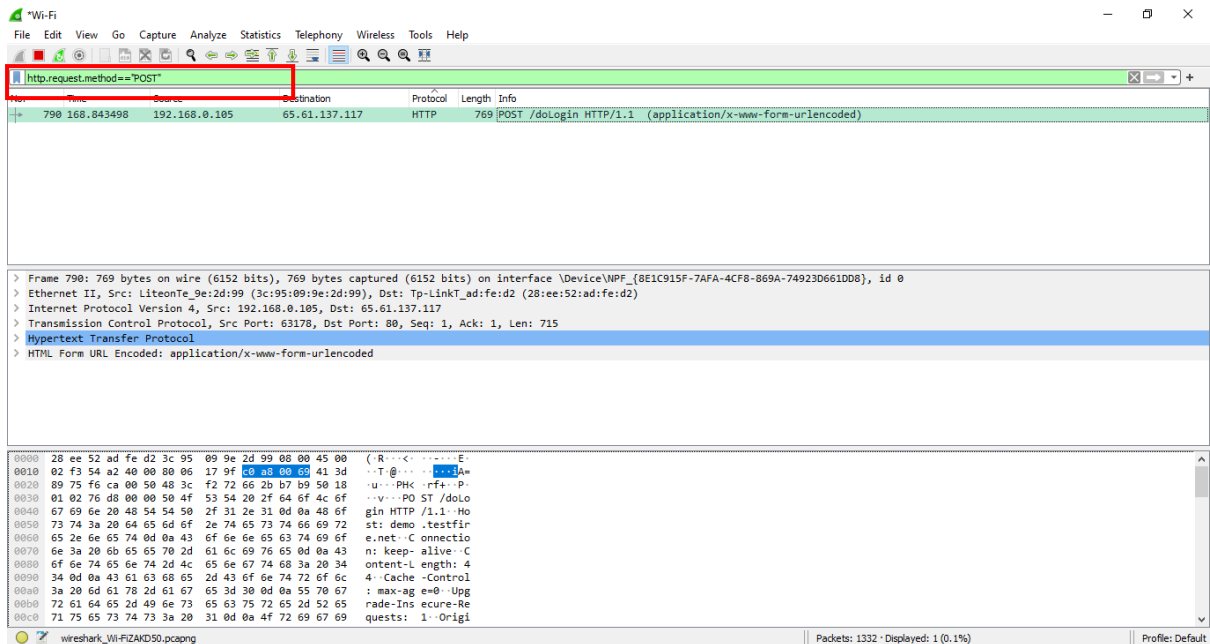 *Wi-Fi
File Edit View Go Capture Analyze Statistics Telephony Wireless Tools Help
http.request.method=="POST"
No. Time Source Destination Protocol Length Info
790 168.843498 192.168.0.105 65.61.137.117 HTTP 769 POST /doLogin HTTP/1.1 (application/x-www-form-urlencoded)
> Frame 790: 769 bytes on wire (6152 bits), 769 bytes captured (6152 bits) on interface \Device\NPF_{8E1C915F-7AFA-4CF8-869A-74923D661DD8}, id 0
> Ethernet II, Src: LiteonTe_9e:2d:99 (3c:95:09:9e:2d:99), Dst: Tp-LinkT_ad:fe:d2 (28:ee:52:ad:fe:d2)
> Internet Protocol Version 4, Src: 192.168.0.105, Dst: 65.61.137.117
> Transmission Control Protocol, Src Port: 63178, Dst Port: 80, Seq: 1, Ack: 1, Len: 715
> Hypertext Transfer Protocol
> HTML Form URL Encoded: application/x-www-form-urlencoded
0000 28 ee 52 ad fe d2 3c 95 09 9e 2d 99 08 00 45 00 (·R···<· ··-···E·
0010 02 f3 54 a2 40 00 80 06 17 9f c0 a8 00 69 41 3d ··T·@··· ·····iA=
0020 89 75 f6 ca 00 50 48 3c f2 72 66 2b b7 b9 50 18 ·u···PH< ·rf+··P·
0030 01 02 76 d8 00 00 50 4f 53 54 20 2f 64 6f 4c 6f ··v···PO ST /doLo
0040 67 69 6e 20 48 54 54 50 2f 31 2e 31 0d 0a 48 6f gin HTTP /1.1··Ho
0050 73 74 3a 20 64 65 6d 6f 2e 74 65 73 74 66 69 72 st: demo .testfir
0060 65 2e 6e 65 74 0d 0a 43 6f 6e 6e 65 63 74 69 6f e.net··C onnectio
0070 6e 3a 20 6b 65 65 70 2d 61 6c 69 76 65 0d 0a 43 n: keep- alive··C
0080 6f 6e 74 65 6e 74 2d 4c 65 6e 67 74 68 3a 20 34 ontent-L ength: 4
0090 34 0d 0a 43 61 63 68 65 2d 43 6f 6e 74 72 6f 6c 4··Cache -Control
00a0 3a 20 6d 61 78 2d 61 67 65 3d 30 0d 0a 55 70 67 : max-ag e=0··Upg
00b0 72 61 64 65 2d 49 6e 73 65 63 75 72 65 2d 52 65 rade-Ins ecure-Re
00c0 71 75 65 73 74 73 3a 20 31 0d 0a 4f 72 69 67 69 quests: 1··Origi
wireshark_Wi-FiZAKD50.pcapng Packets: 1332 · Displayed: 1 (0.1%) Profile: Default